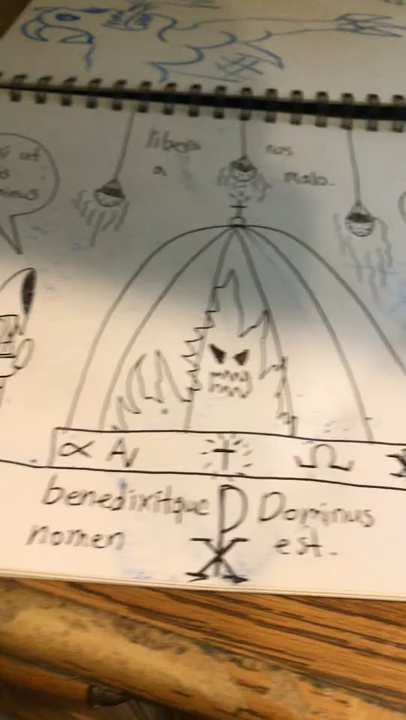 libera nos
a malo.
∝ A Ω
benedixitque D Dominus
nomen X est.